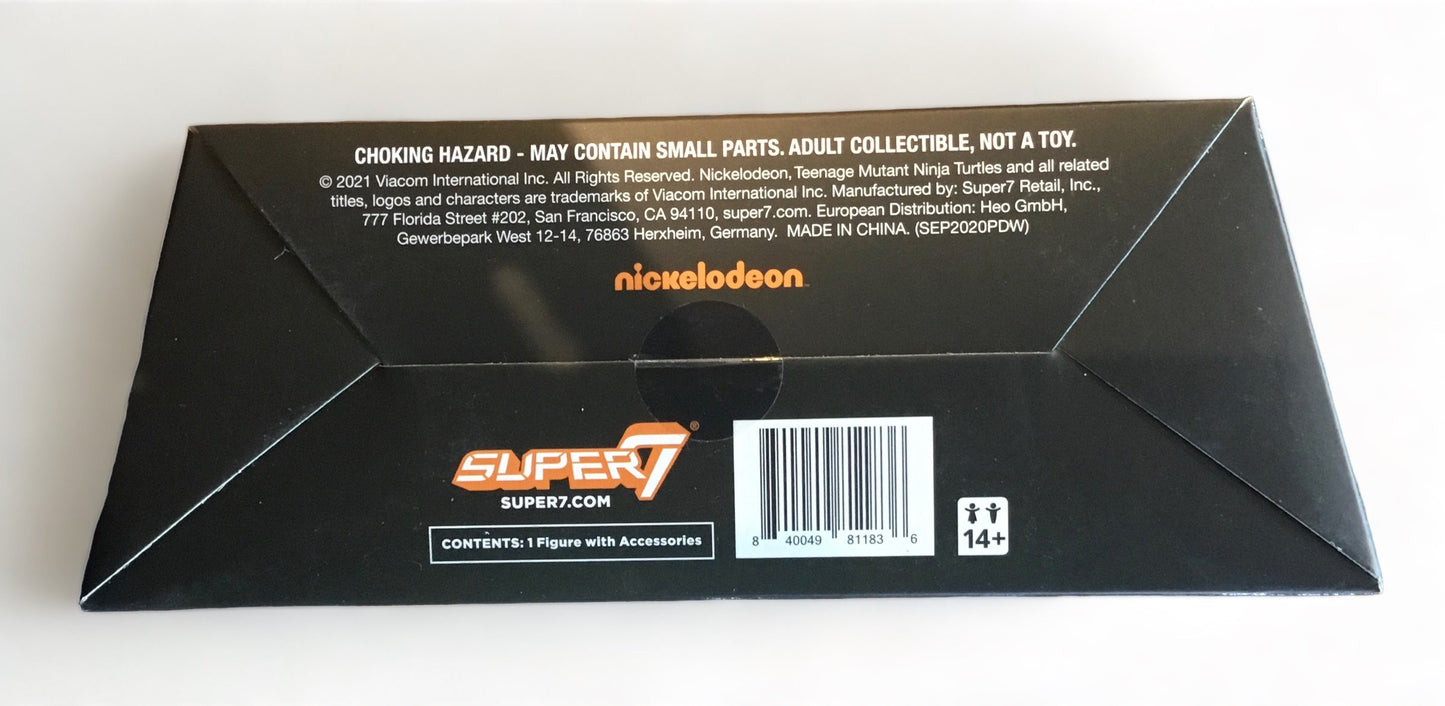 CHOKING HAZARD - MAY CONTAIN SMALL PARTS. ADULT COLLECTIBLE, NOT A TOY.
© 2021 Viacom International Inc. All Rights Reserved. Nickelodeon, Teenage Mutant Ninja Turtles and all related
titles, logos and characters are trademarks of Viacom International Inc. Manufactured by: Super7 Retail, Inc.,
777 Florida Street #202, San Francisco, CA 94110, super7.com. European Distribution: Heo GmbH,
Gewerbepark West 12-14, 76863 Herxheim, Germany. MADE IN CHINA. (SEP2020PDW)
nickelodeon
SUPER7®
SUPER7.COM
CONTENTS: 1 Figure with Accessories
8 40049 81183 6
14+